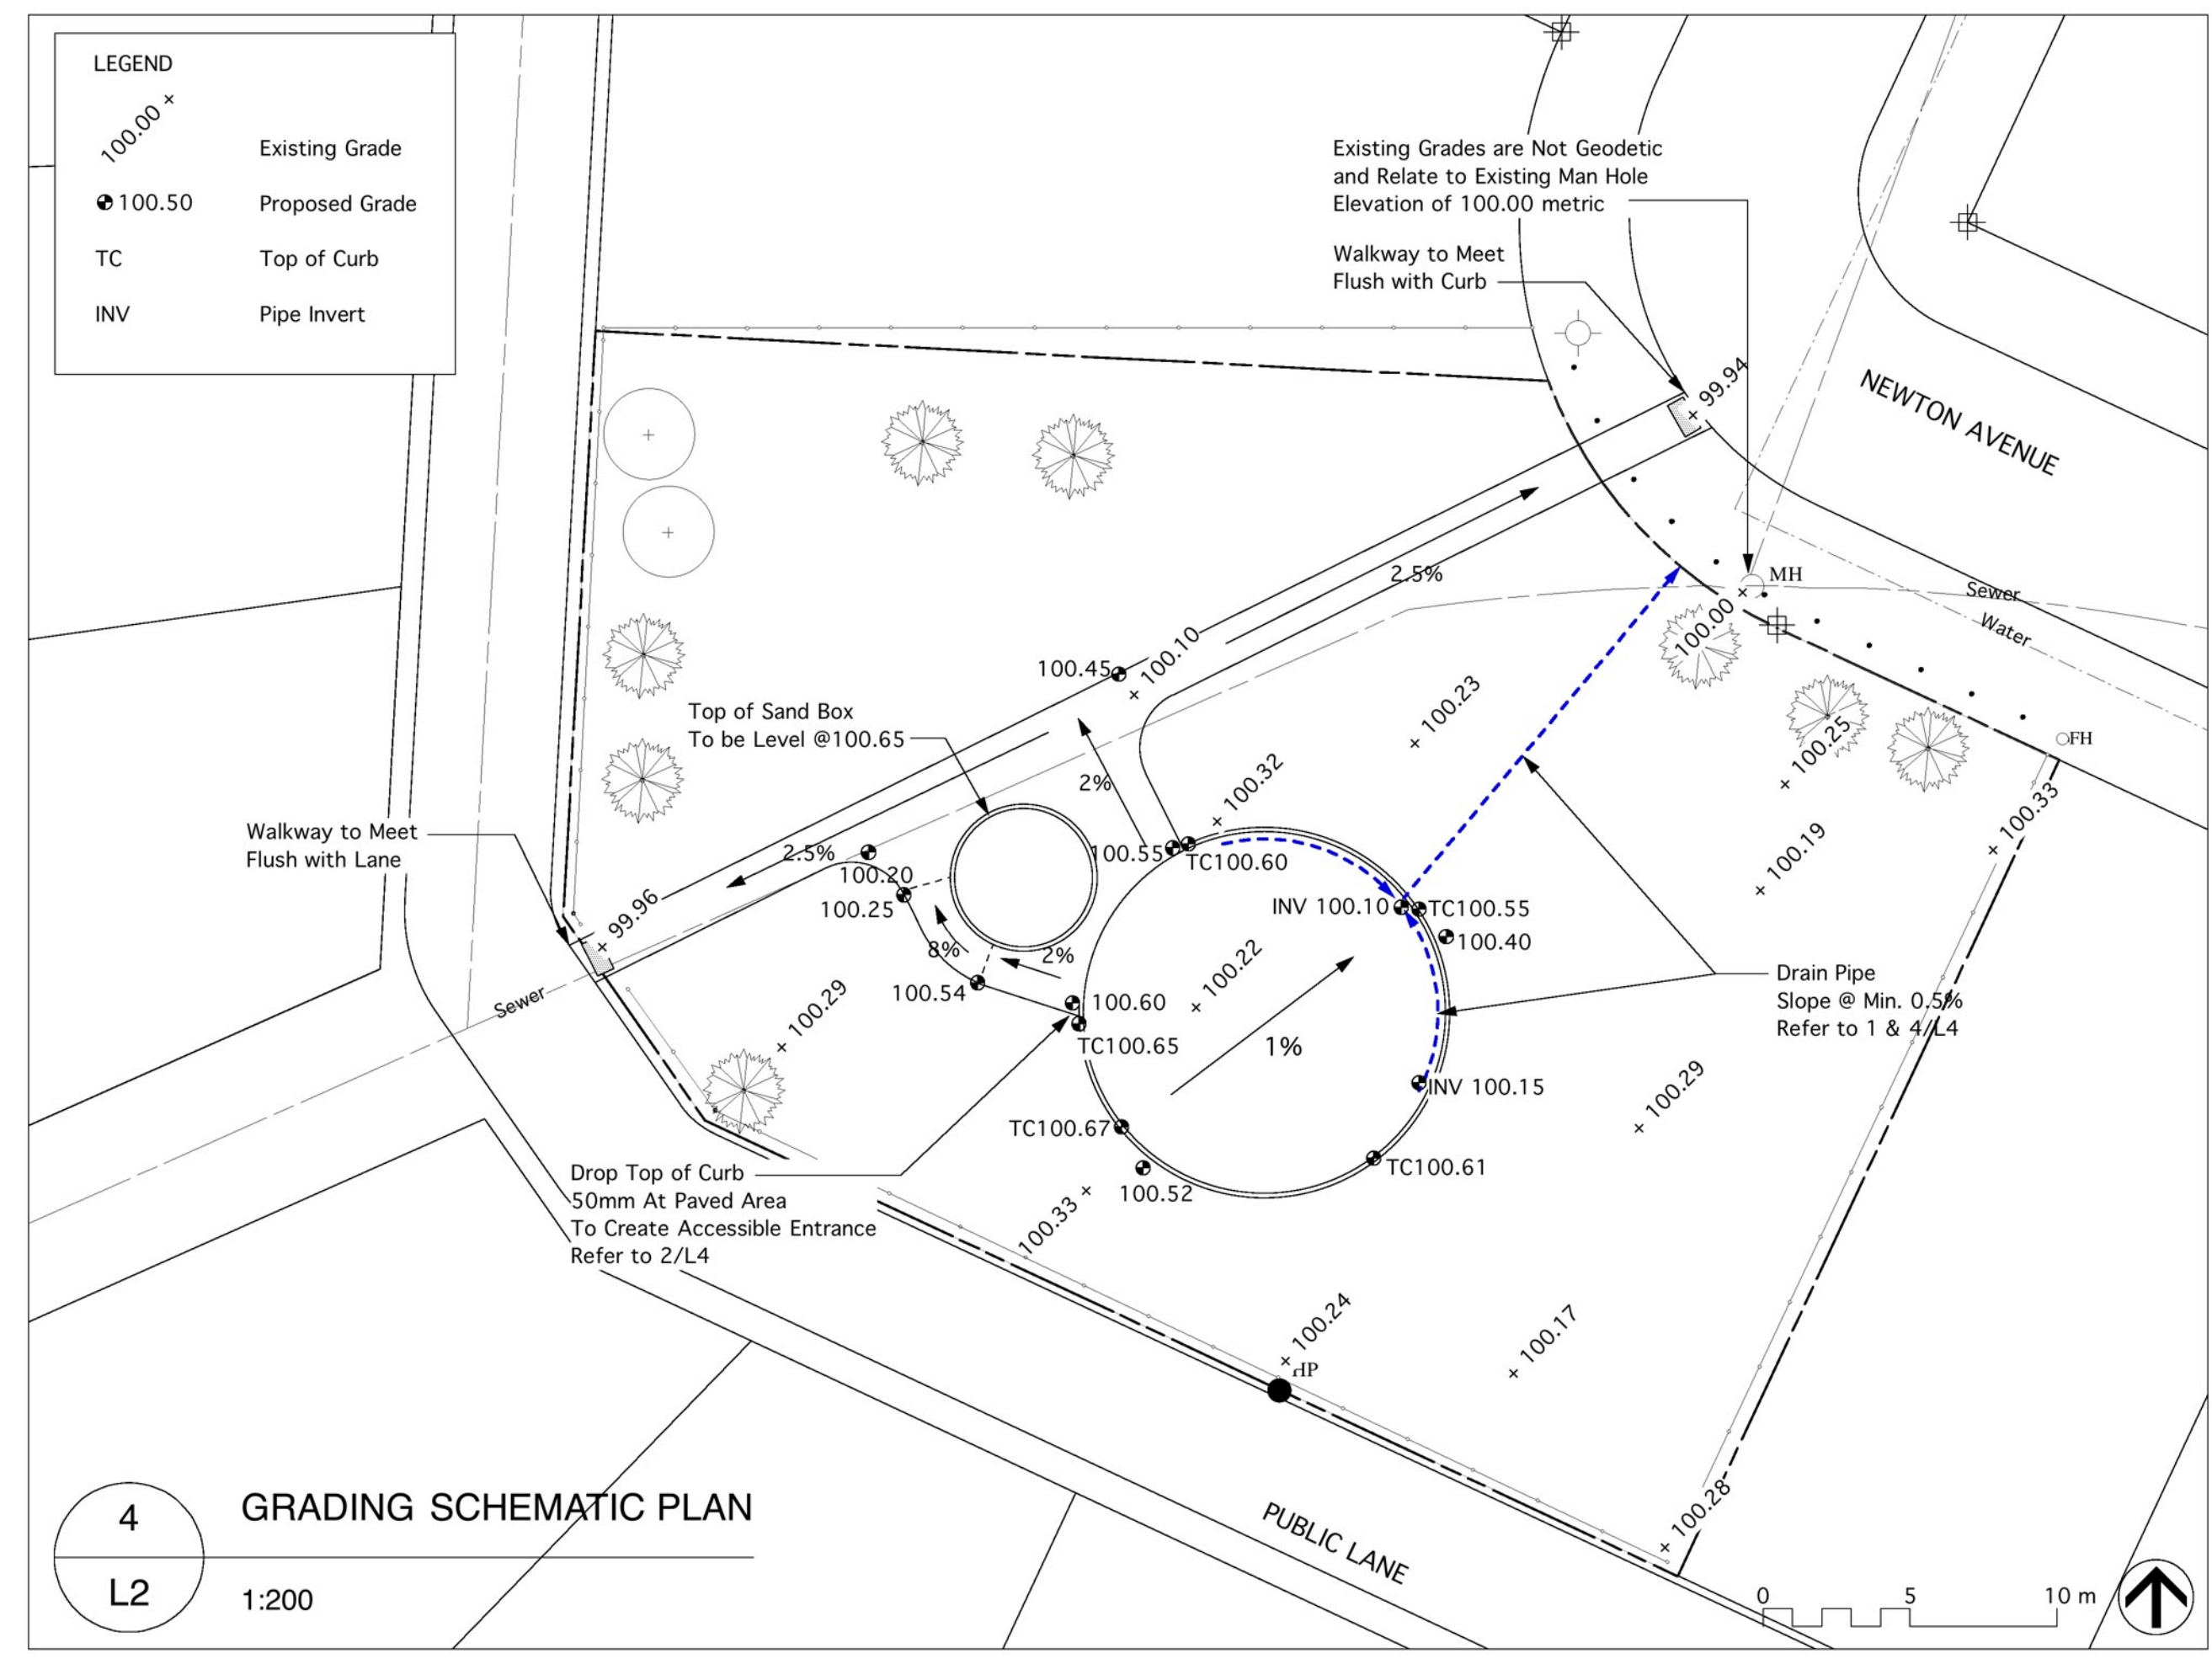 LEGEND
100.00
Existing Grade
100.50
Proposed Grade
TC
Top of Curb
INV
Pipe Invert
Existing Grades are Not Geodetic
and Relate to Existing Man Hole
Elevation of 100.00 metric
Walkway to Meet
Flush with Curb
99.94
NEWTON AVENUE
2.5%
MH
100.00
Sewer
Water
100.45
100.10
100.23
Top of Sand Box
To be Level @100.65
2%
100.32
100.25
FH
100.33
Walkway to Meet
Flush with Lane
2.5%
100.20
100.25
100.55
TC100.60
100.19
99.96
INV 100.10
TC100.55
100.40
8%
2%
100.22
Sewer
100.29
100.54
100.60
TC100.65
1%
Drain Pipe
Slope @ Min. 0.5%
Refer to 1 & 4/L4
INV 100.15
100.29
TC100.67
Drop Top of Curb
50mm At Paved Area
To Create Accessible Entrance
Refer to 2/L4
100.52
TC100.61
100.33
100.24
HP
100.17
100.28
4
L2
GRADING SCHEMATIC PLAN
1:200
PUBLIC LANE
0 5 10 m